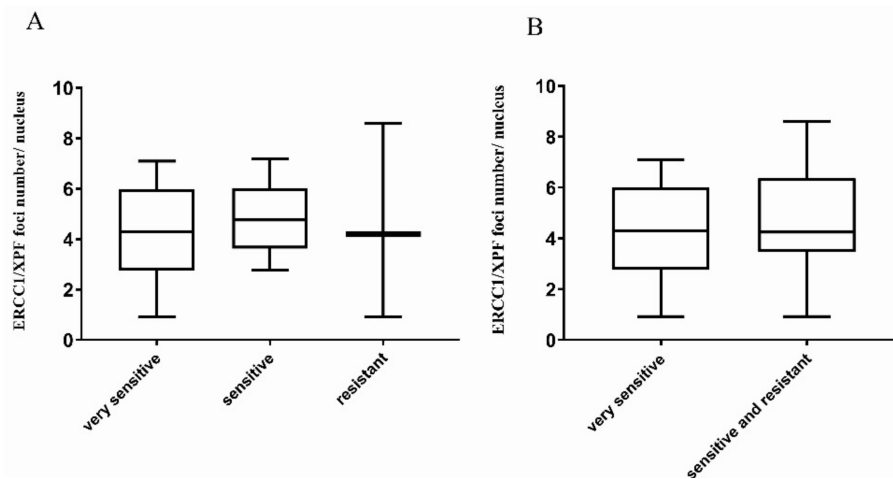 A
ERCC1/XPF foci number/ nucleus
10
8
6
4
2
0
very sensitive
sensitive
resistant
B
ERCC1/XPF foci number/ nucleus
10
8
6
4
2
0
very sensitive
sensitive and resistant